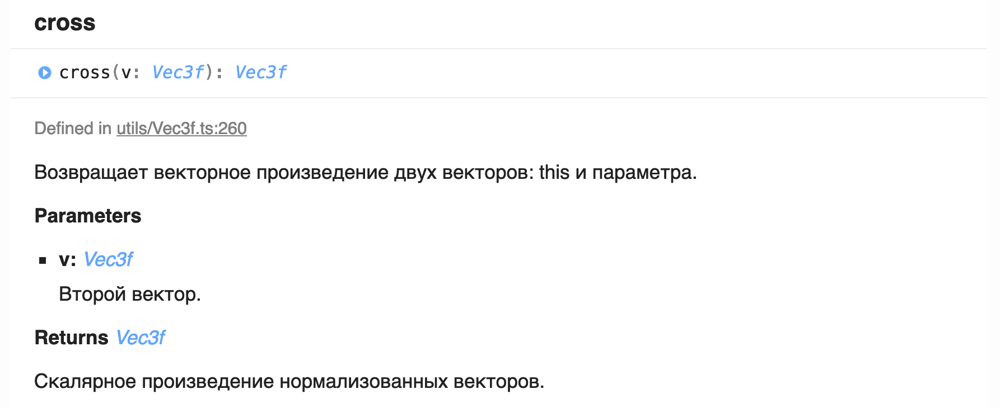 cross
cross(v: Vec3f): Vec3f
Defined in utils/Vec3f.ts:260
Возвращает векторное произведение двух векторов: this и параметра.
Parameters
v: Vec3f
Второй вектор.
Returns Vec3f
Скалярное произведение нормализованных векторов.